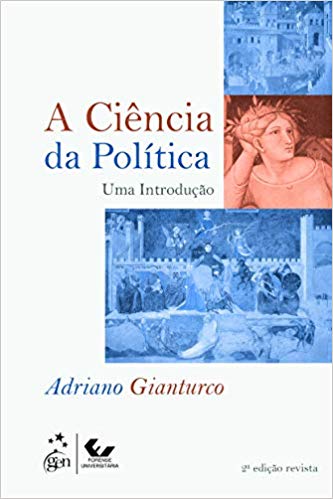 A Ciência
da Política
Uma Introdução
Adriano Gianturco
gen
FORENSE
UNIVERSITÁRIA
2ª edição revista